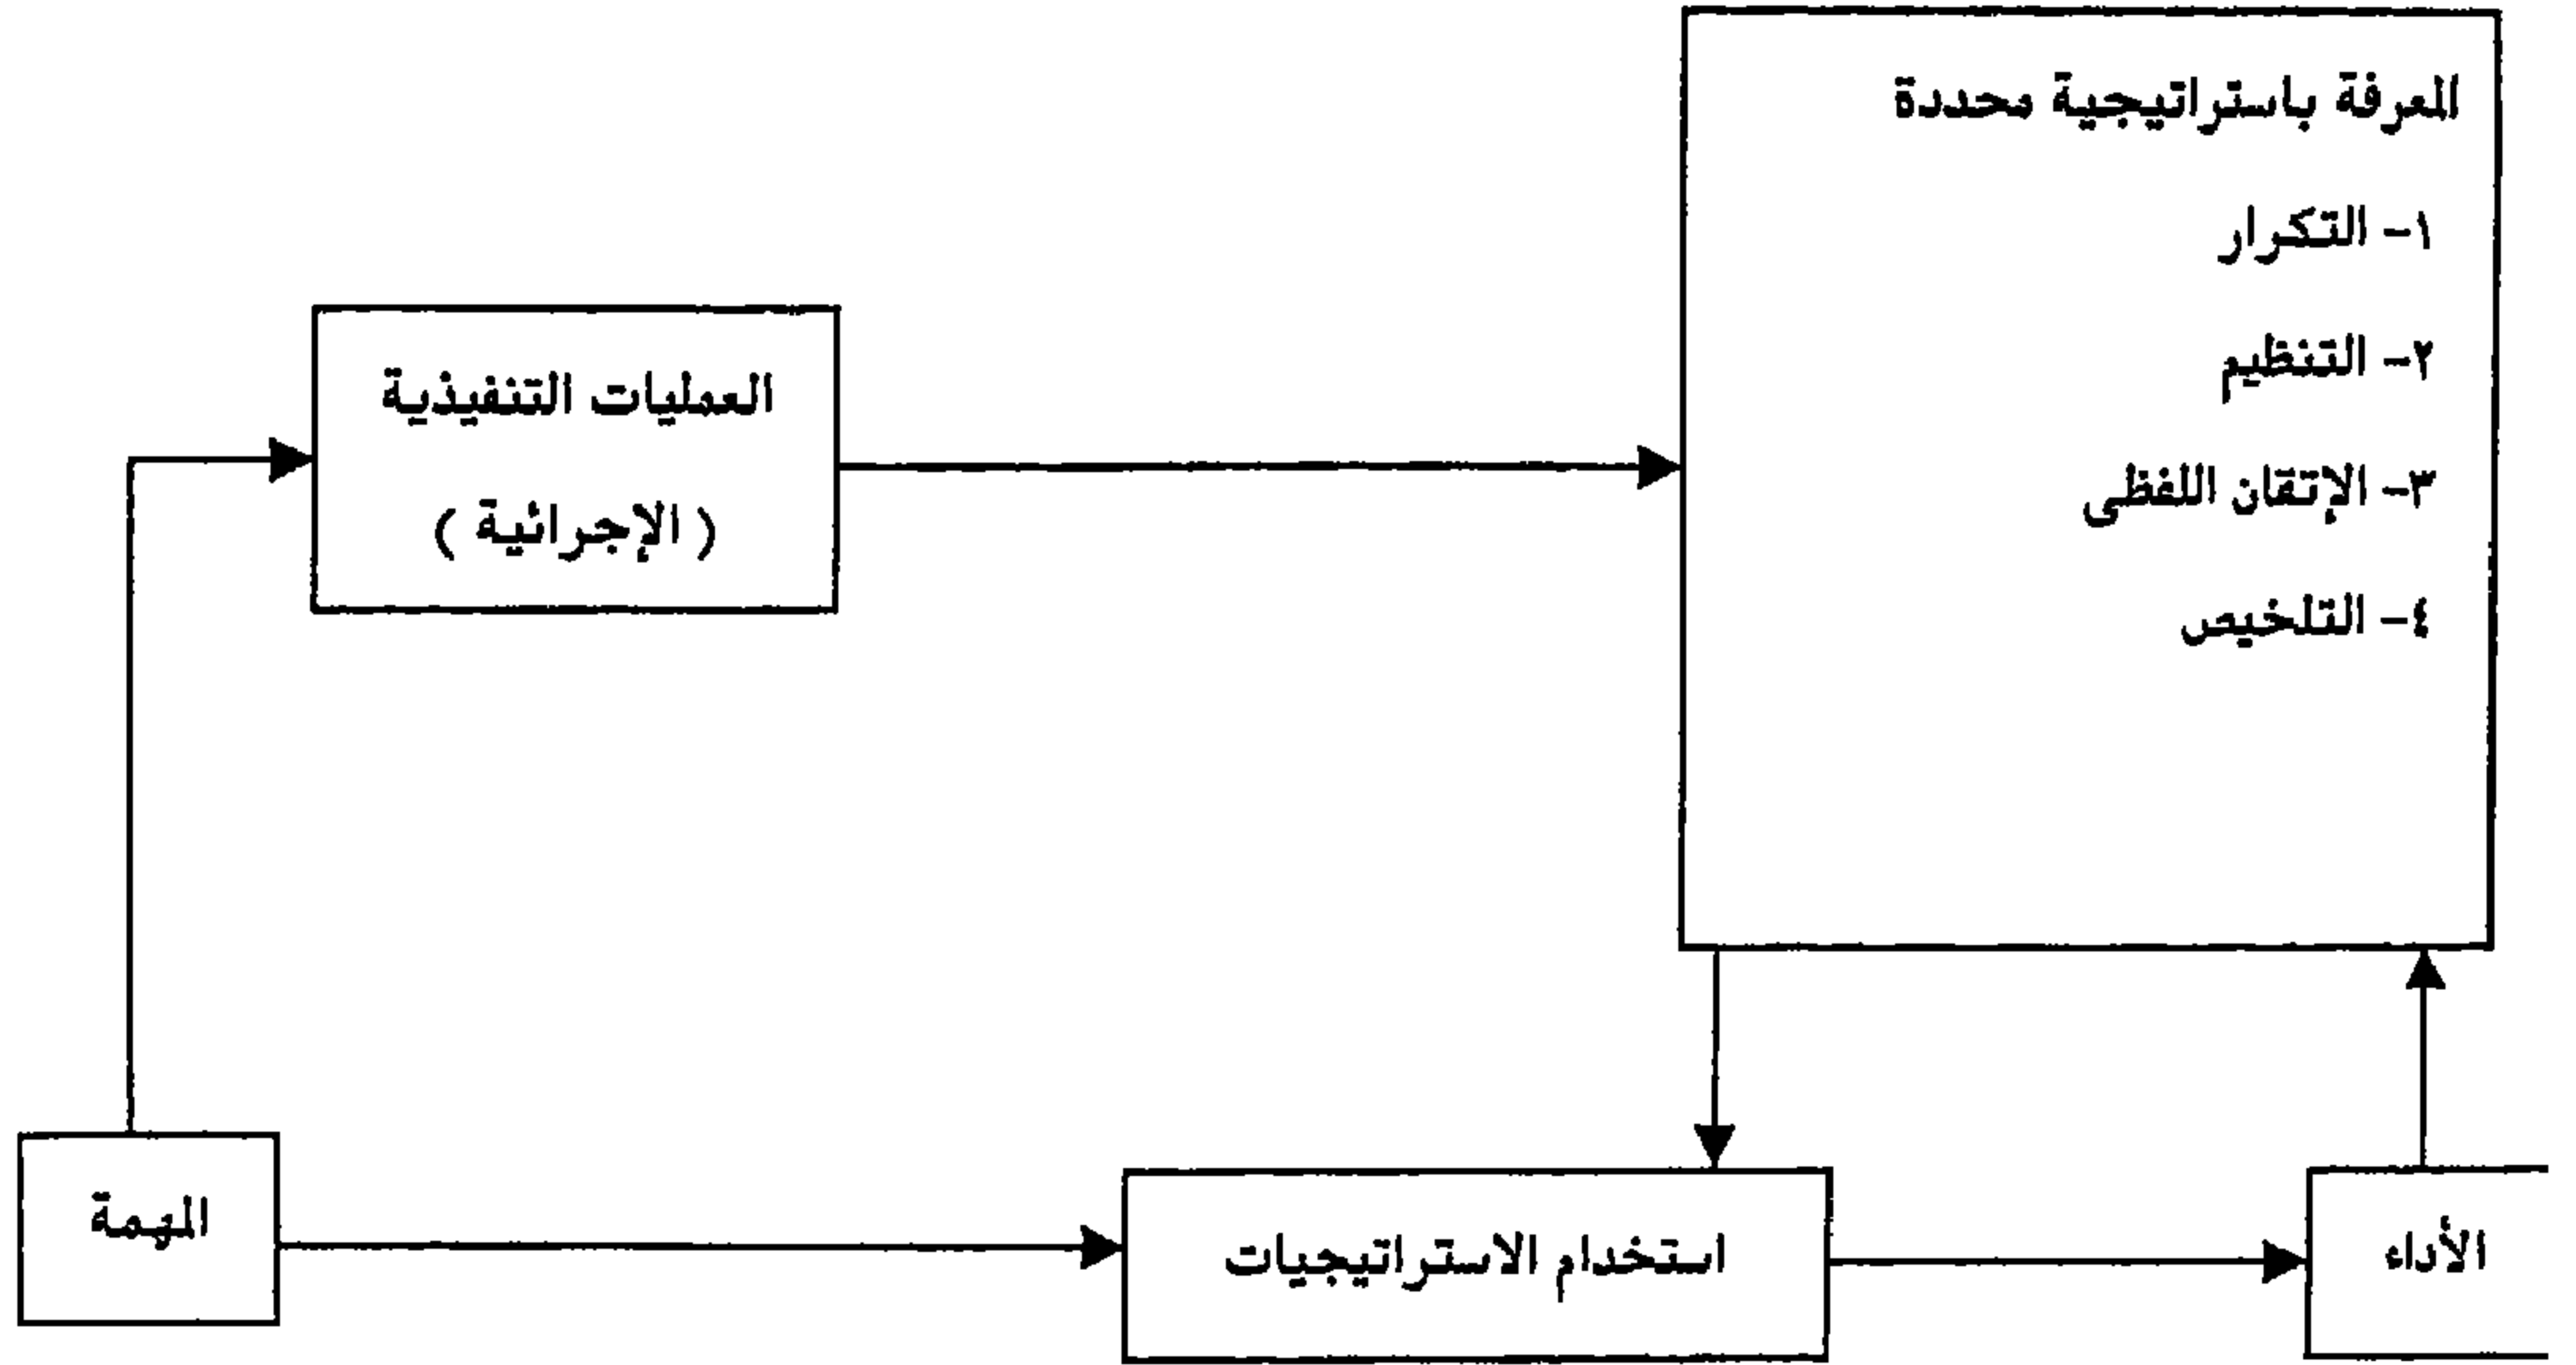 المعرفة باستراتيجية محددة
١- التكرار
٢- التنظيم
٣- الإتقان اللفظى
٤- التلخيص
العمليات التنفيذية
( الإجرائية )
المهمة
استخدام الاستراتيجيات
الأداء